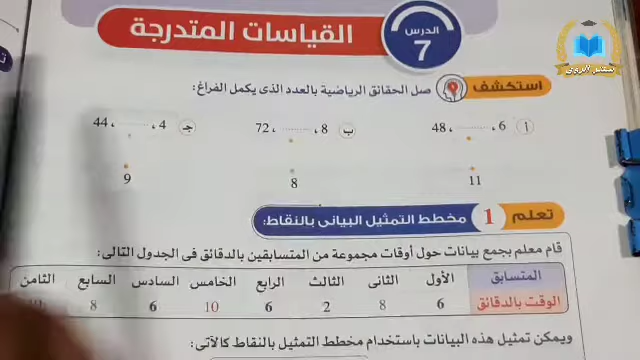 الدرس 7 القياسات المتدرجة
استكشف صل الحقائق الرياضية بالعدد الذى يكمل الفراغ:
أ 6 ، ......... ، 48 ب 8 ، ......... ، 72 جـ 4 ، ......... ، 44
11 8 9
تعلم 1 مخطط التمثيل البيانى بالنقاط:
قام معلم بجمع بيانات حول أوقات مجموعة من المتسابقين بالدقائق فى الجدول التالى:
المتسابق الأول الثانى الثالث الرابع الخامس السادس السابع الثامن
الوقت بالدقائق 6 8 2 6 10 6 8
ويمكن تمثيل هذه البيانات باستخدام مخطط التمثيل بالنقاط كالآتى: